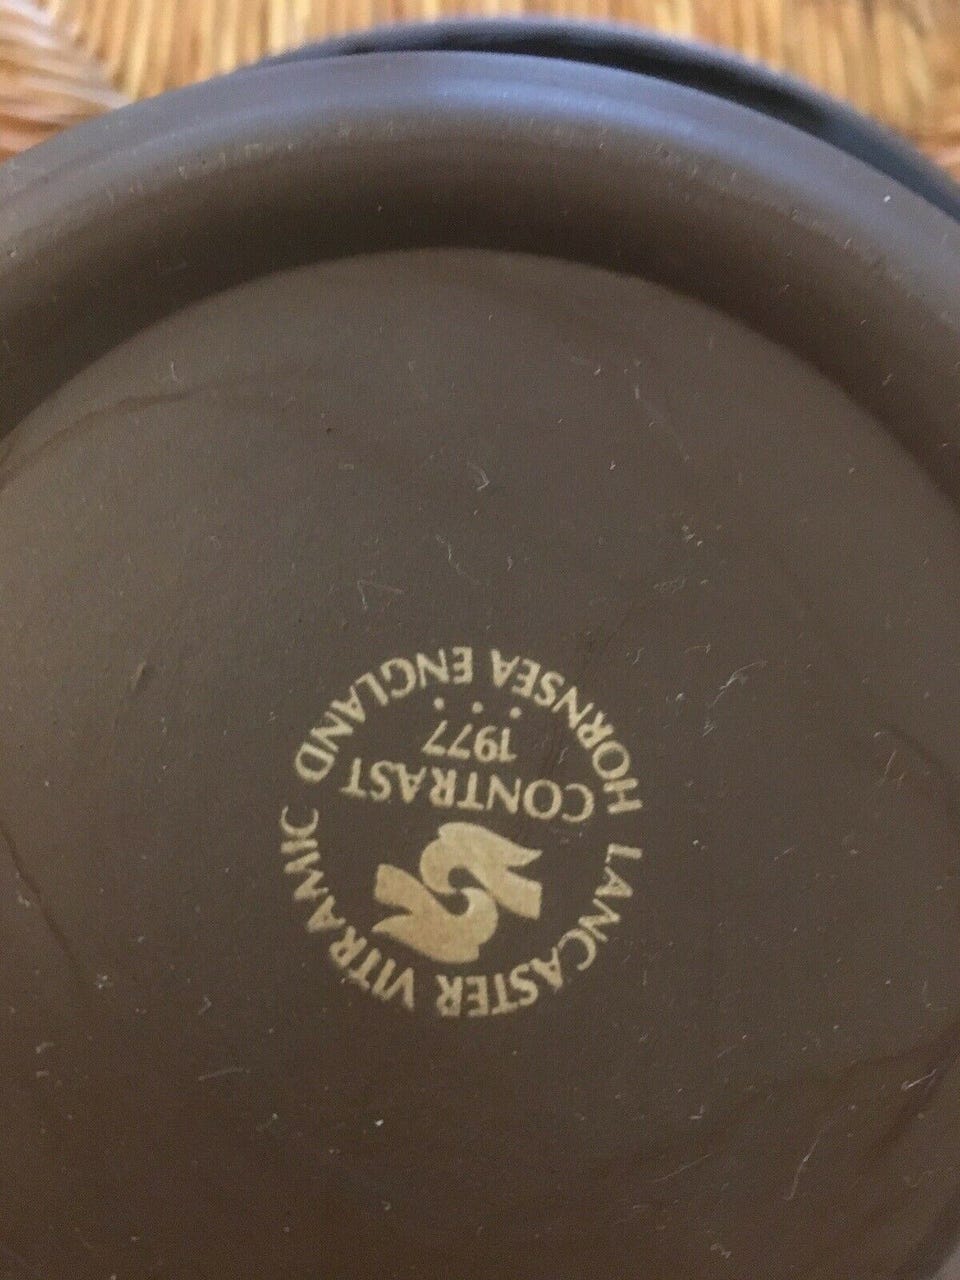 LANCASTER VITRAMIC
CONTRAST
1977
HORNSEA ENGLAND